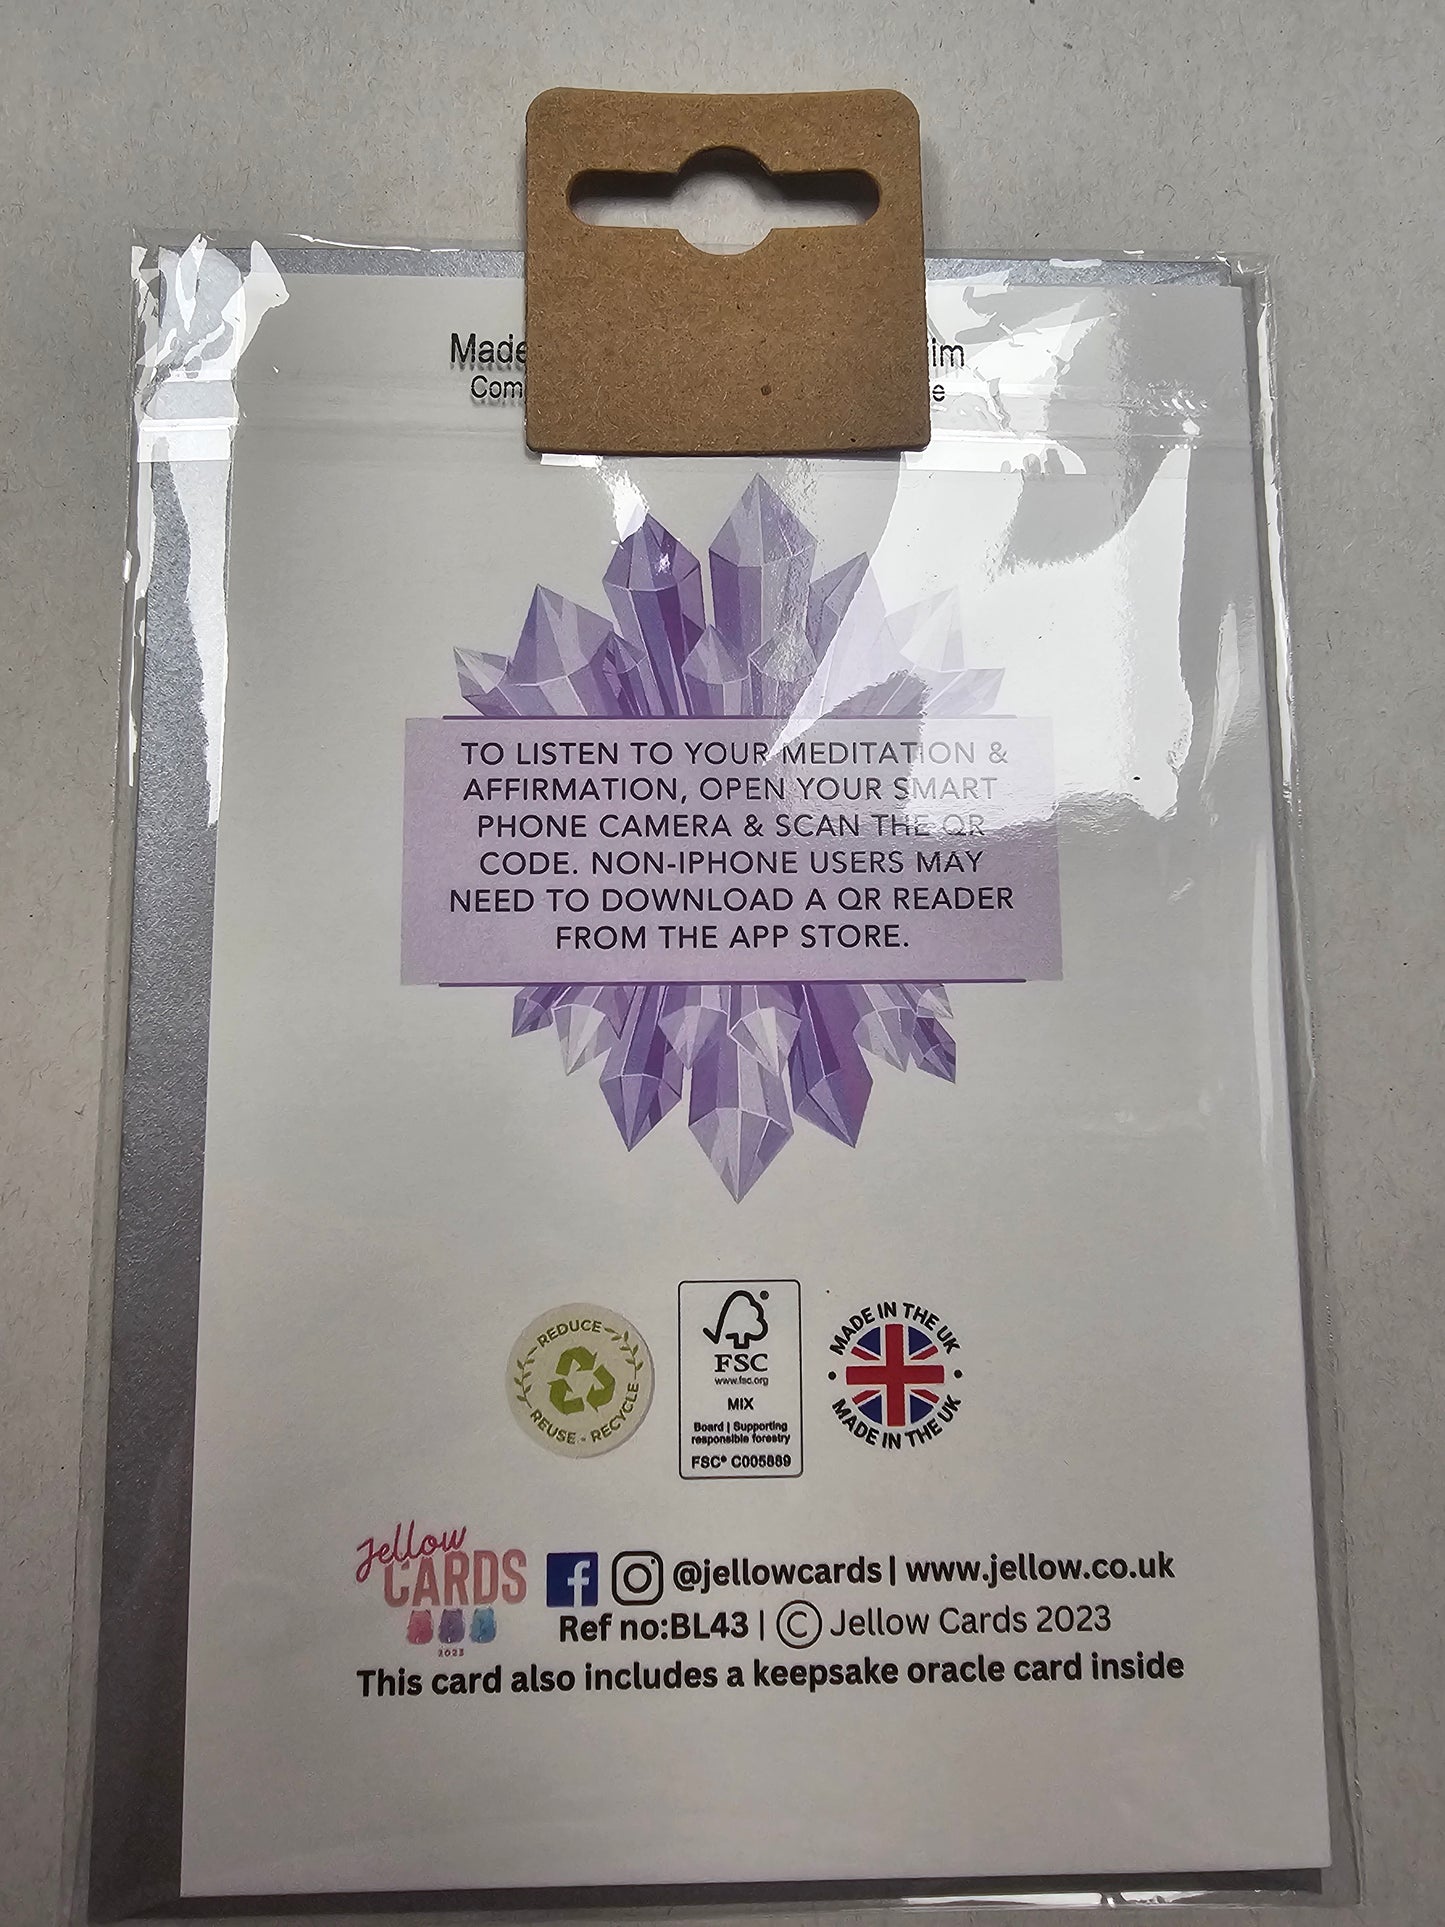 Made
Com
TO LISTEN TO YOUR MEDITATION &
AFFIRMATION, OPEN YOUR SMART
PHONE CAMERA & SCAN THE QR
CODE. NON-IPHONE USERS MAY
NEED TO DOWNLOAD A QR READER
FROM THE APP STORE.
REDUCE
REUSE - RECYCLE
FSC
www.fsc.org
MIX
Board | Supporting
responsible forestry
FSC® C005889
MADE IN THE UK
MADE IN THE UK
Jellow
CARDS
2023
@jellowcards | www.jellow.co.uk
Ref no:BL43 | © Jellow Cards 2023
This card also includes a keepsake oracle card inside